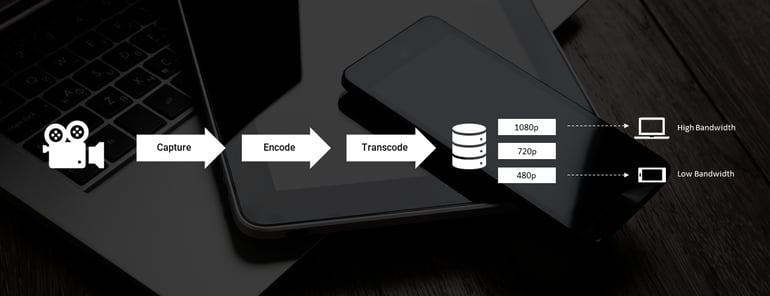 Capture
Encode
Transcode
1080p
720p
480p
High Bandwidth
Low Bandwidth